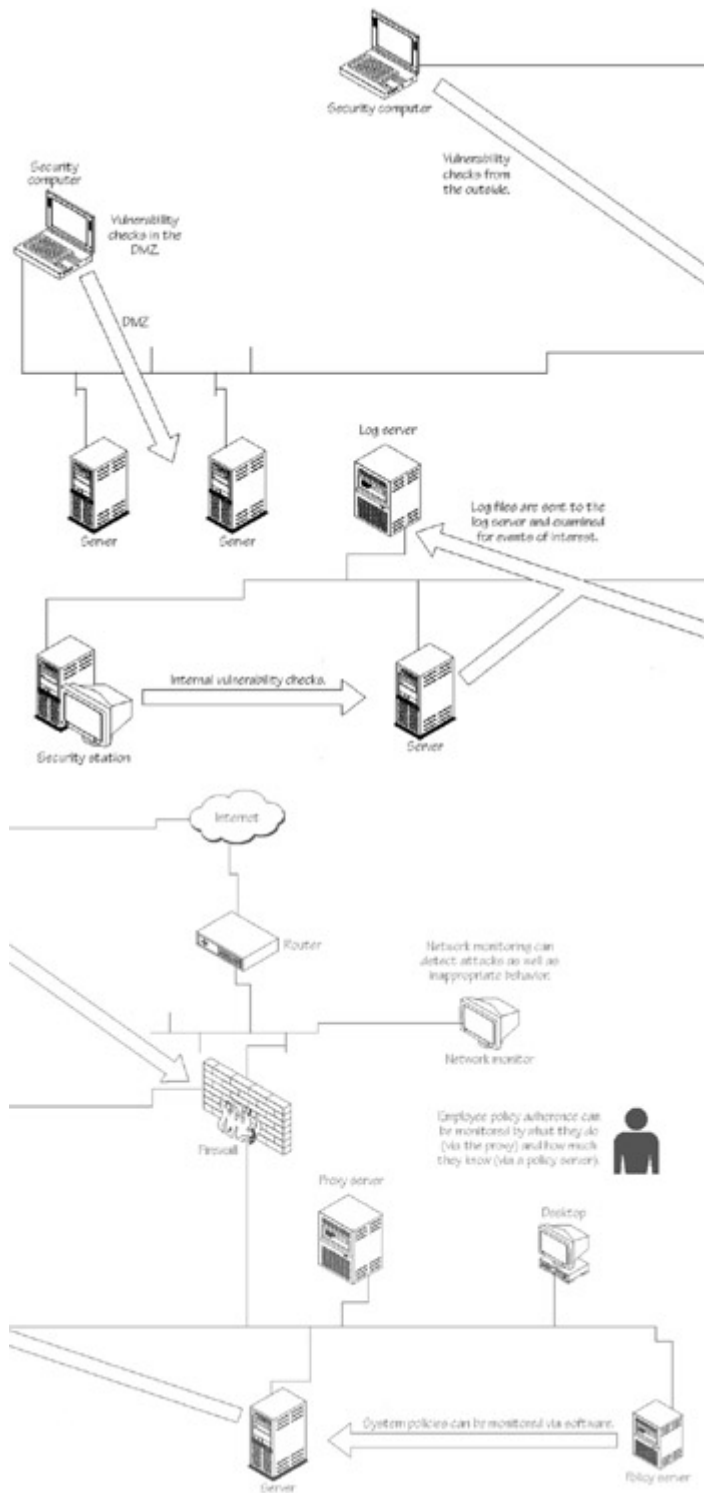 Security computer
Vulnerability
checks from
the outside.
Security
computer
Vulnerability
checks in the
DMZ.
DMZ
Log server
Server
Server
Log files are sent to the
log server and examined
for events of interest.
Internal vulnerability checks.
Security station
Server
Internet
Router
Network monitoring can
detect attacks as well as
inappropriate behavior.
Network monitor
Firewall
Employee policy adherence can
be monitored by what they do
(via the proxy) and how much
they know (via a policy server).
Proxy server
Desktop
System policies can be monitored via software.
Server
Policy server